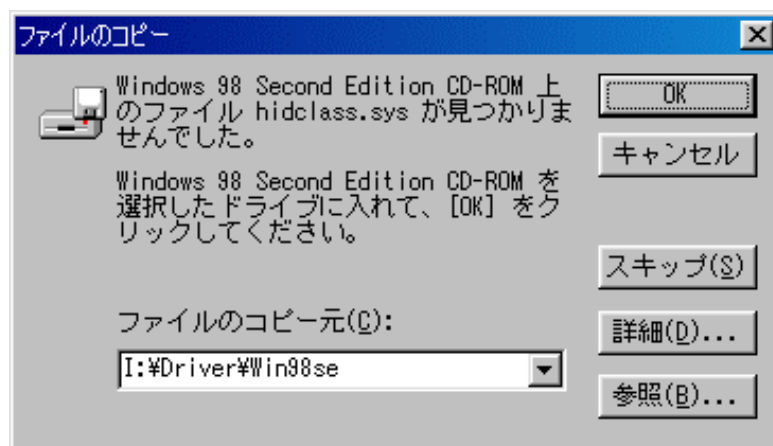 ファイルのコピー
Windows 98 Second Edition CD-ROM 上
のファイル hidclass.sys が見つかりま
せんでした。
Windows 98 Second Edition CD-ROM を
選択したドライブに入れて、[OK] をク
リックしてください。
ファイルのコピー元(C):
I:¥Driver¥Win98se
OK
キャンセル
スキップ(S)
詳細(D)...
参照(B)...